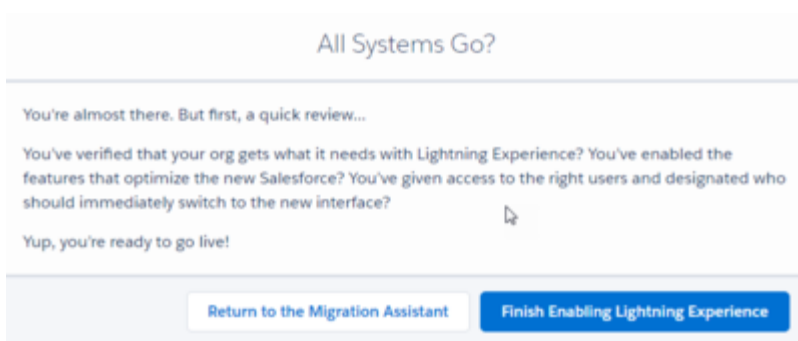 All Systems Go?
You're almost there. But first, a quick review...
You've verified that your org gets what it needs with Lightning Experience? You've enabled the
features that optimize the new Salesforce? You've given access to the right users and designated who
should immediately switch to the new interface?
Yup, you're ready to go live!
Return to the Migration Assistant
Finish Enabling Lightning Experience